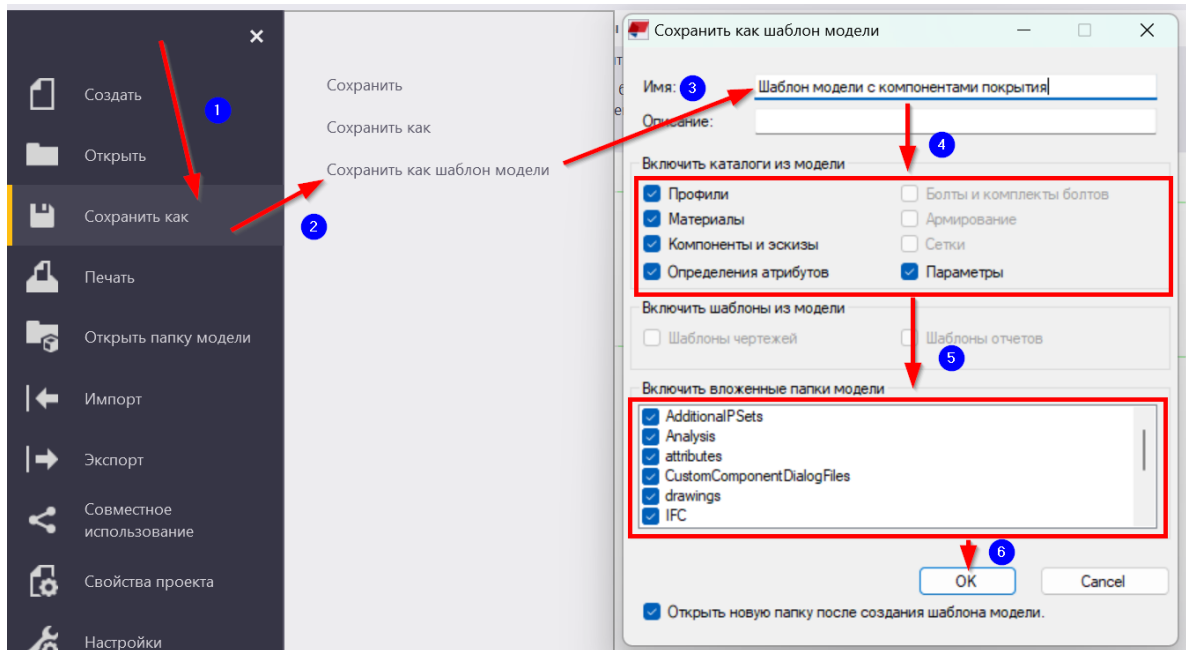 Создать
Открыть
Сохранить как
Печать
Открыть папку модели
Импорт
Экспорт
Совместное
использование
Свойства проекта
Настройки
1
Сохранить
Сохранить как
Сохранить как шаблон модели
2
Сохранить как шаблон модели
Имя: 3 Шаблон модели с компонентами покрытия
Описание:
4
Включить каталоги из модели
Профили Болты и комплекты болтов
Материалы Армирование
Компоненты и эскизы Сетки
Определения атрибутов Параметры
Включить шаблоны из модели
Шаблоны чертежей Шаблоны отчетов
5
Включить вложенные папки модели
AdditionalPSets
Analysis
attributes
CustomComponentDialogFiles
drawings
IFC
6
OK Cancel
Открыть новую папку после создания шаблона модели.